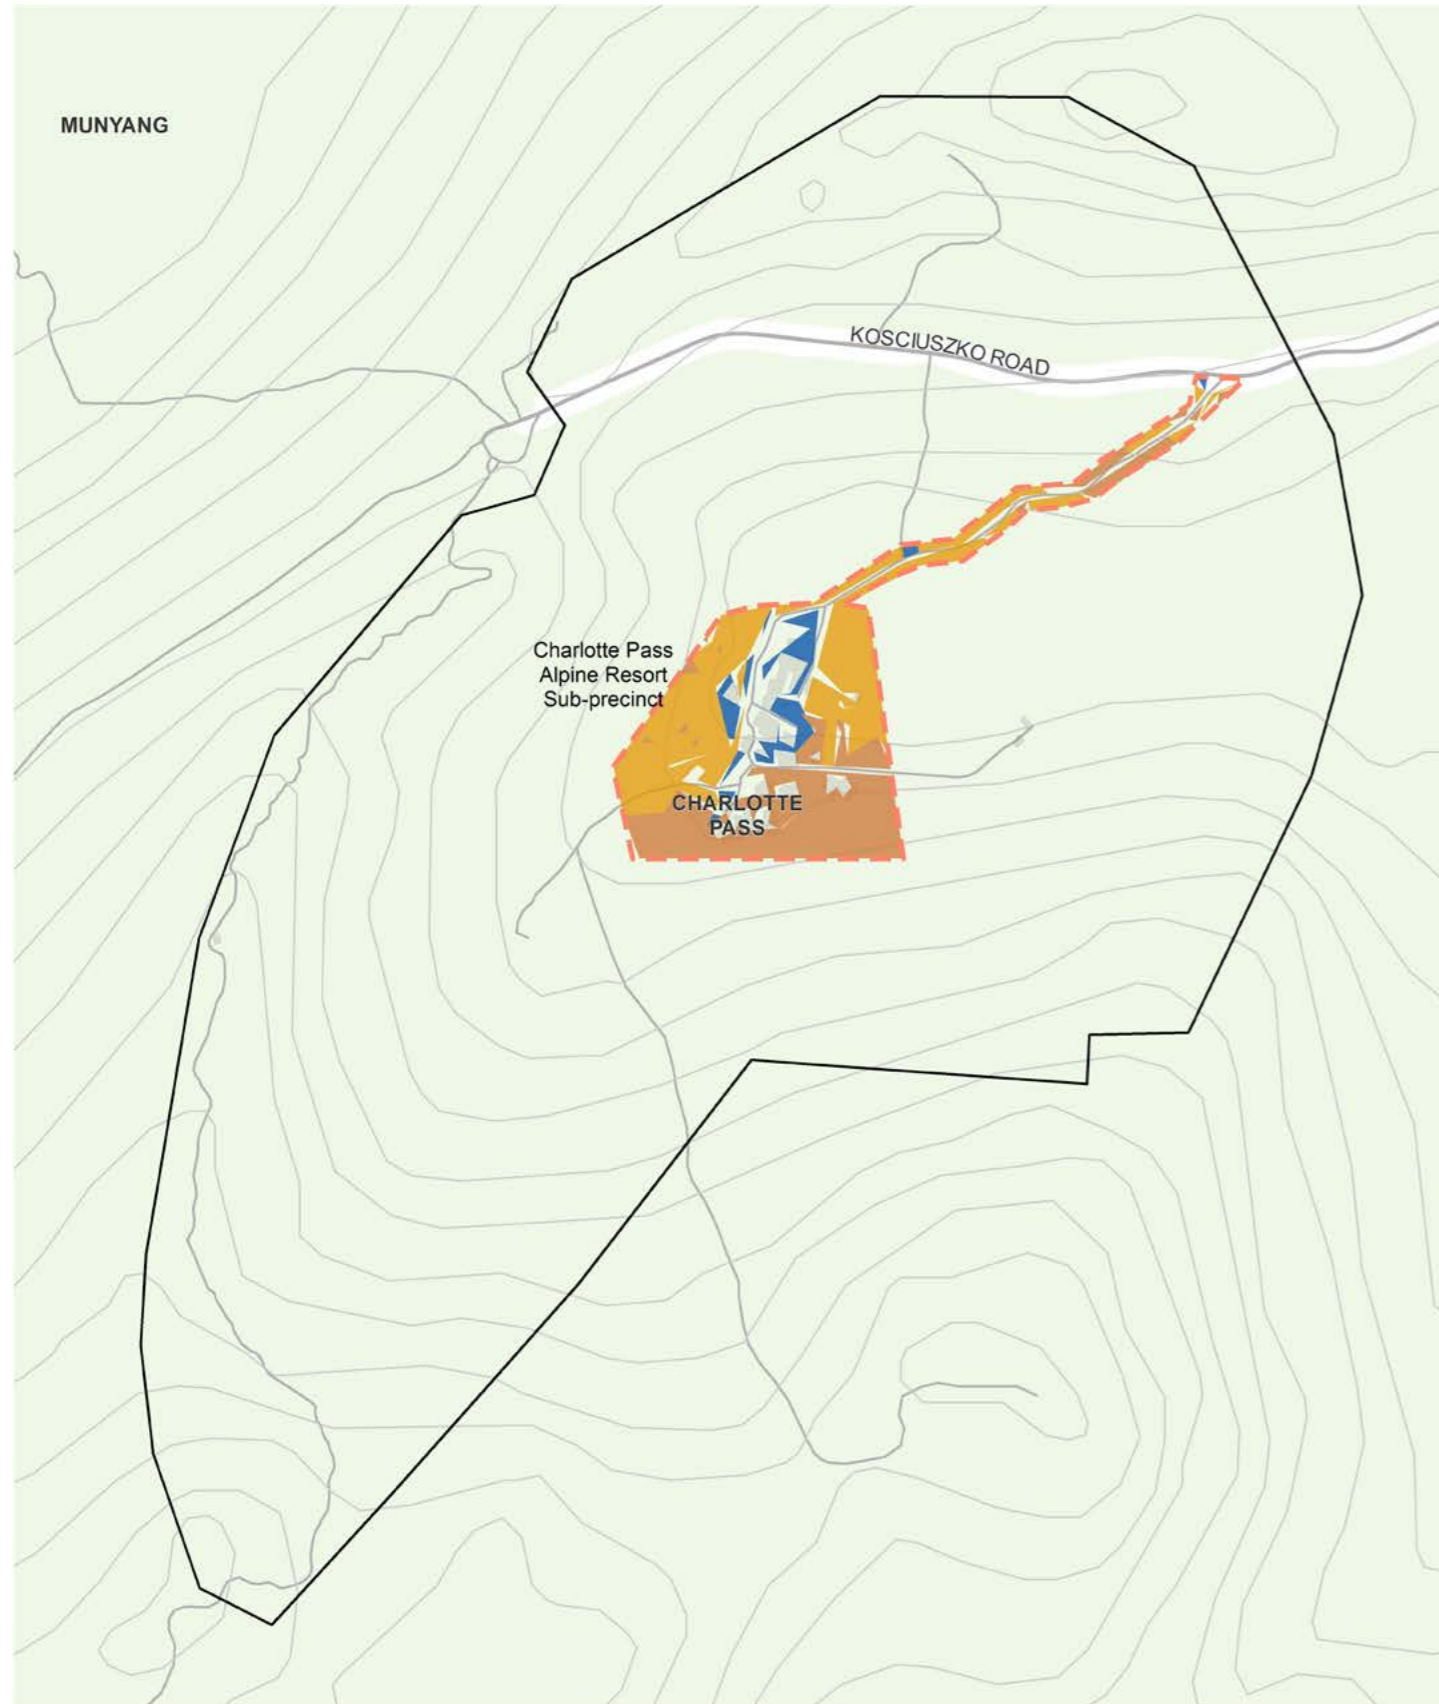 MUNYANG
KOSCIUSZKO ROAD
Charlotte Pass
Alpine Resort
Sub-precinct
CHARLOTTE
PASS